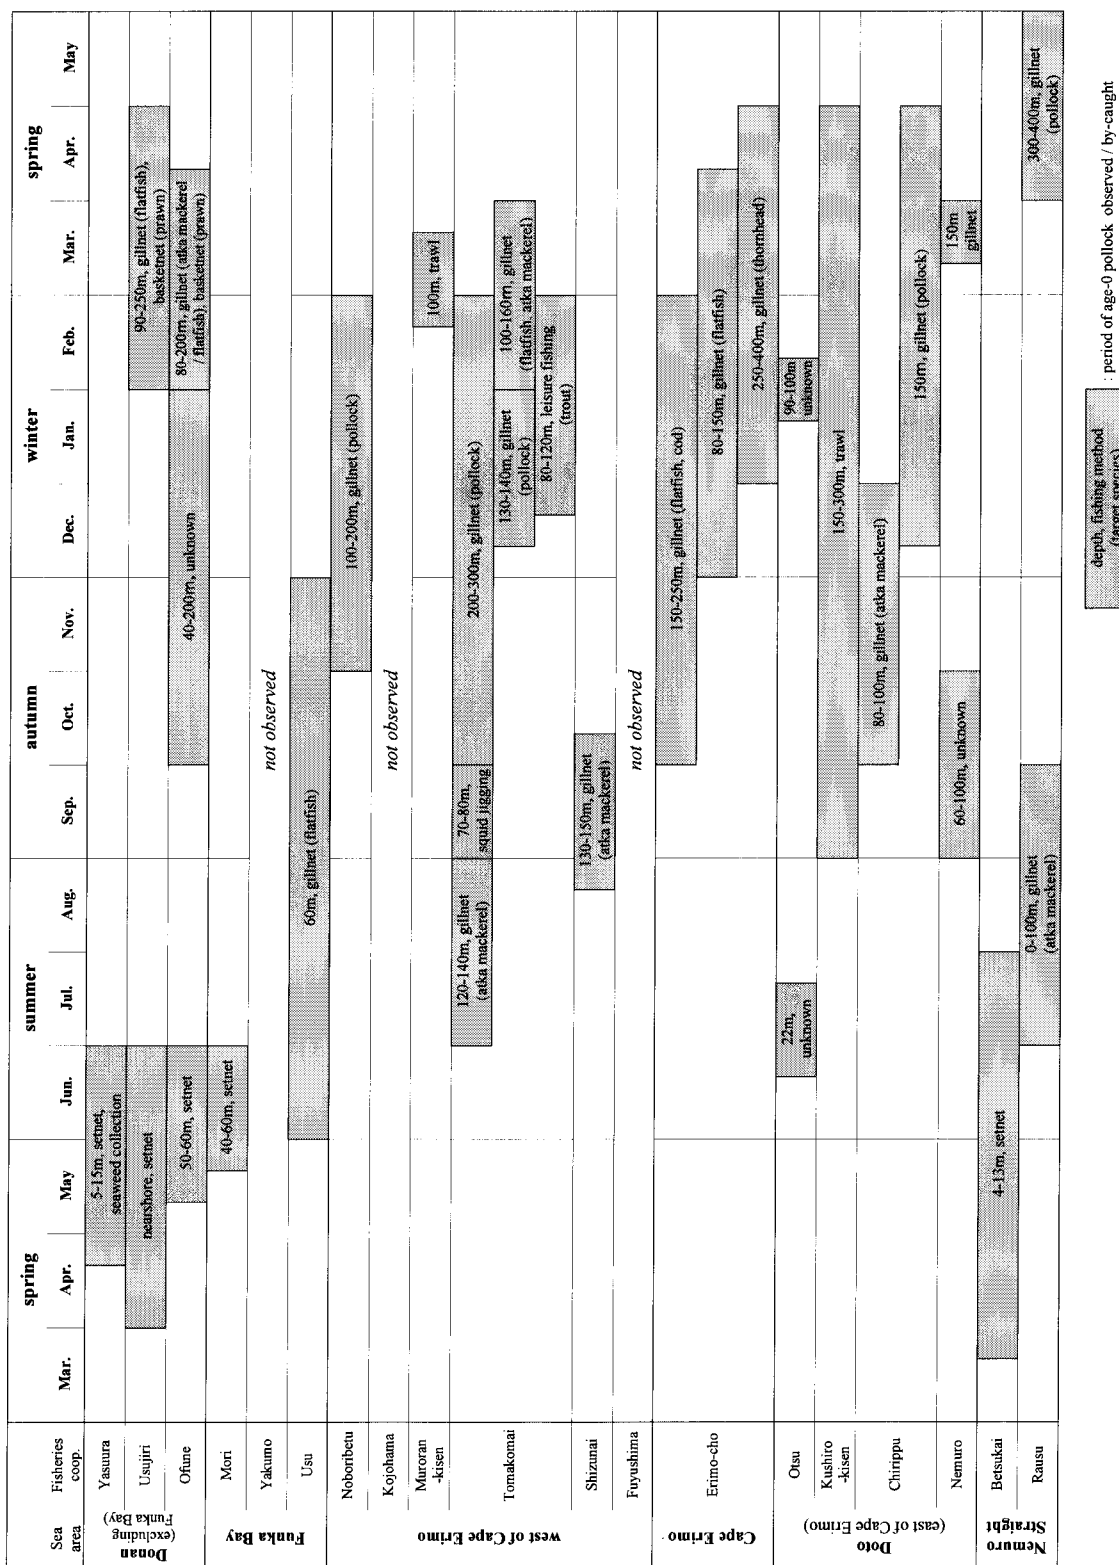 Sea area
Fisheries coop.
spring
summer
autumn
winter
spring
Mar.
Apr.
May
Jun.
Jul.
Aug.
Sep.
Oct.
Nov.
Dec.
Jan.
Feb.
Mar.
Apr.
May
Donan
(excluding
Funka Bay)
Yasuura
5-15m, setnet,
seaweed collection
Usujiri
nearshore, setnet
90-250m, gillnet (flatfish),
basketnet (prawn)
Ofune
50-60m, setnet
40-200m, unknown
80-200m, gillnet (atka mackerel
/ flatfish), basketnet (prawn)
Funka Bay
Mori
40-60m, setnet
Yakumo
not observed
Usu
60m, gillnet (flatfish)
west of Cape Erimo
Noboribetu
100-200m, gillnet (pollock)
Kojohama
not observed
Muroran
-kisen
100m, trawl
Tomakomai
120-140m, gillnet
(atka mackerel)
70-80m,
squid jigging
200-300m, gillnet (pollock)
130-140m, gillnet
(pollock)
100-160m, gillnet
(flatfish, atka mackerel)
80-120m, leisure fishing
(trout)
Shizunai
130-150m, gillnet
(atka mackerel)
Fuyushima
not observed
Cape Erimo
Erimo-cho
150-250m, gillnet (flatfish, cod)
80-150m, gillnet (flatfish)
250-400m, gillnet (thornhead)
Doto
(east of Cape Erimo)
Otsu
22m,
unknown
90-100m
unknown
Kushiro
-kisen
150-300m, trawl
Chirippu
80-100m, gillnet (atka mackerel)
150m, gillnet (pollock)
Nemuro
60-100m, unknown
150m
gillnet
Nemuro
Straight
Betsukai
4-13m, setnet
Rausu
0-100m, gillnet
(atka mackerel)
300-400m, gillnet
(pollock)
depth, fishing method
(target species)
: period of age-0 pollock observed / by-caught